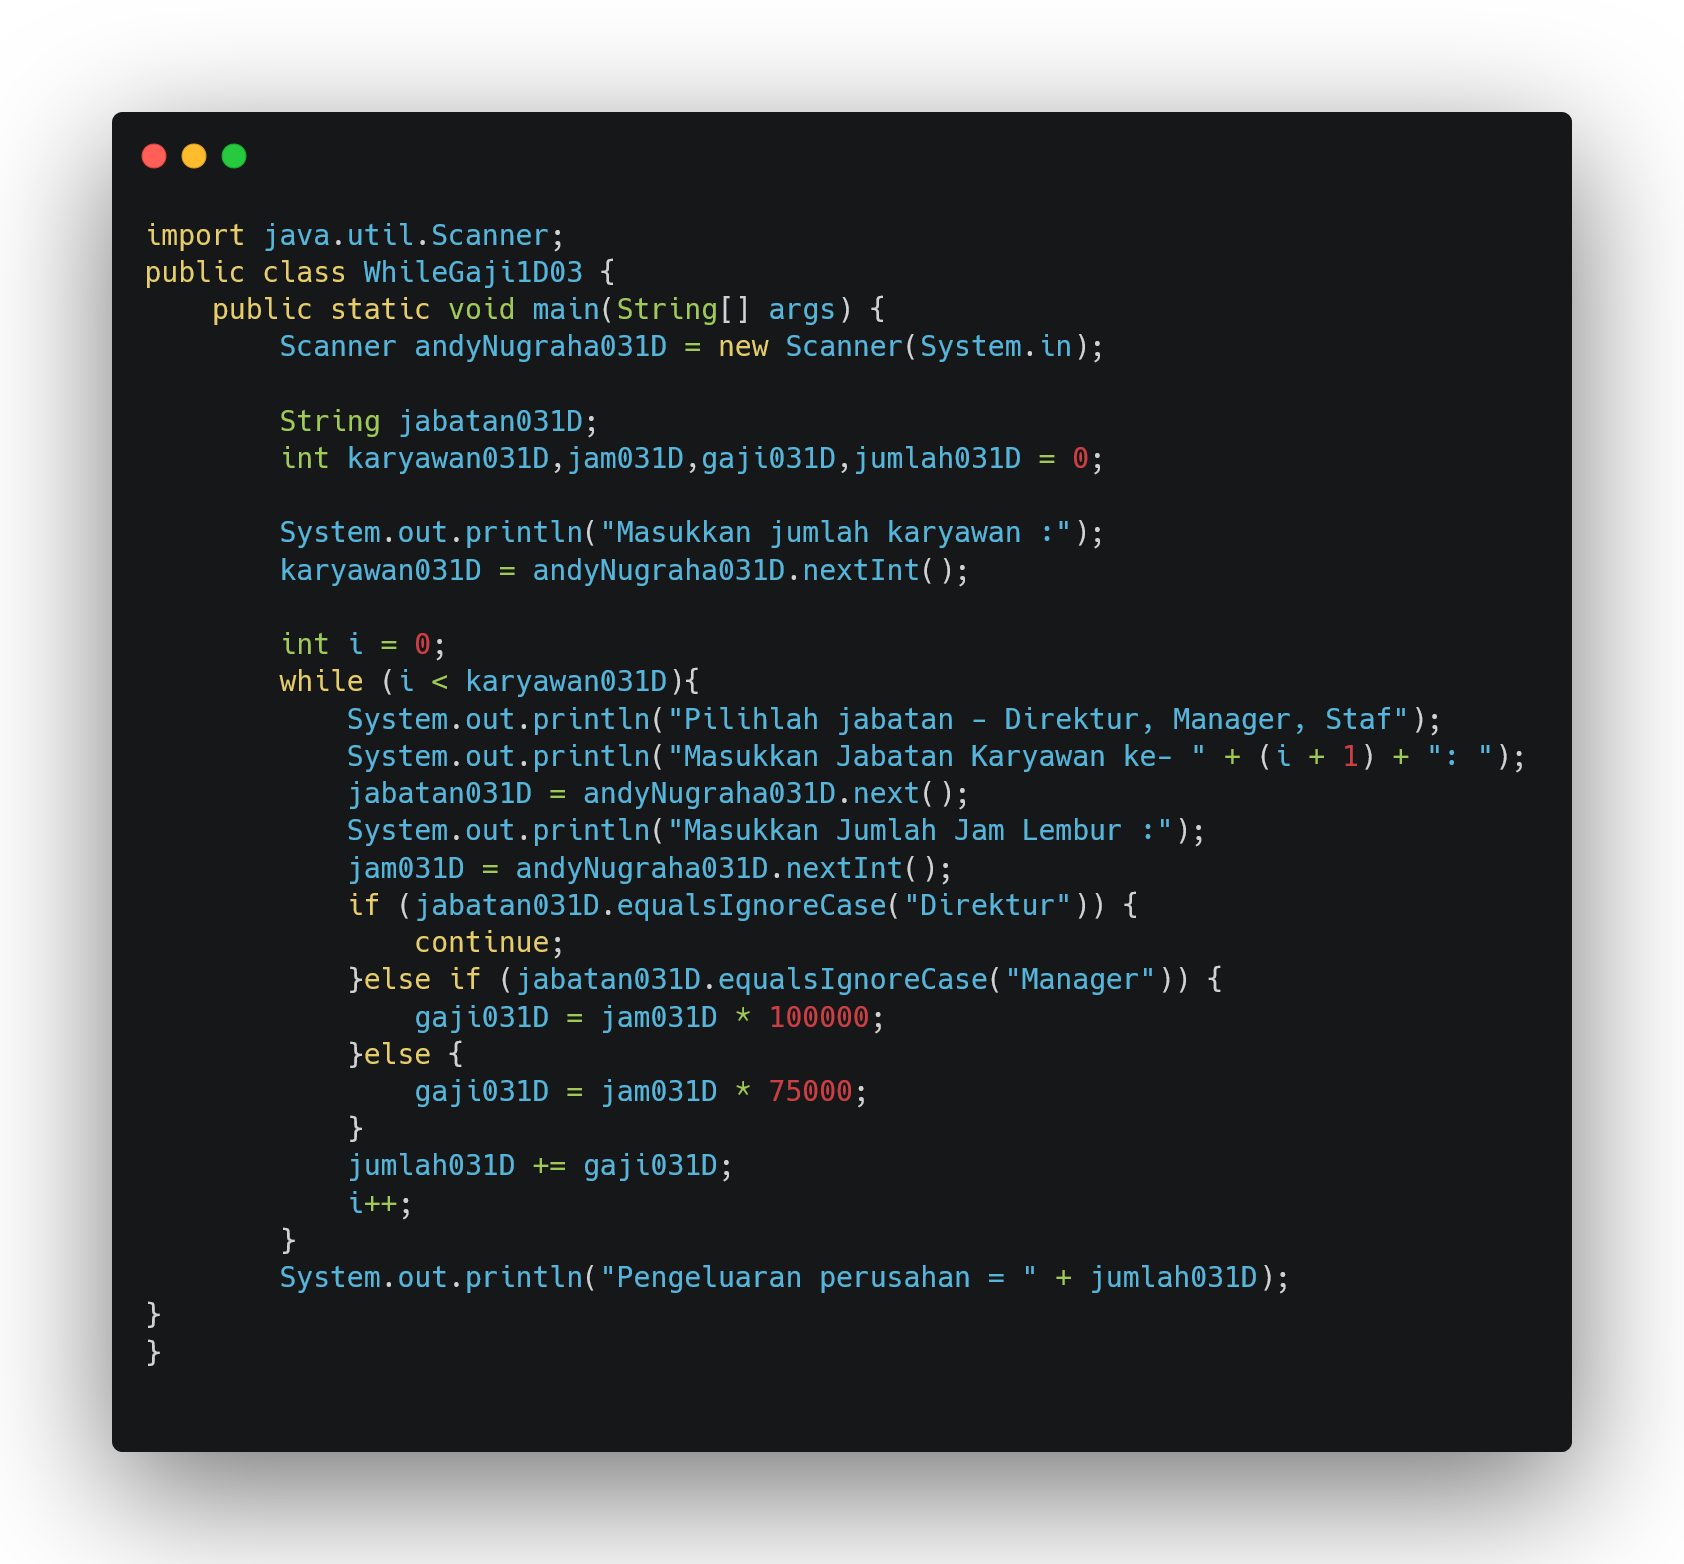 import java.util.Scanner;
public class WhileGaji1D03 {
    public static void main(String[] args) {
        Scanner andyNugraha031D = new Scanner(System.in);

        String jabatan031D;
        int karyawan031D,jam031D,gaji031D,jumlah031D = 0;

        System.out.println("Masukkan jumlah karyawan :");
        karyawan031D = andyNugraha031D.nextInt();

        int i = 0;
        while (i < karyawan031D){
            System.out.println("Pilihlah jabatan - Direktur, Manager, Staf");
            System.out.println("Masukkan Jabatan Karyawan ke- " + (i + 1) + ": ");
            jabatan031D = andyNugraha031D.next();
            System.out.println("Masukkan Jumlah Jam Lembur :");
            jam031D = andyNugraha031D.nextInt();
            if (jabatan031D.equalsIgnoreCase("Direktur")) {
                continue;
            }else if (jabatan031D.equalsIgnoreCase("Manager")) {
                gaji031D = jam031D * 100000;
            }else {
                gaji031D = jam031D * 75000;
            }
            jumlah031D += gaji031D;
            i++;
        }
        System.out.println("Pengeluaran perusahan = " + jumlah031D);
}
}